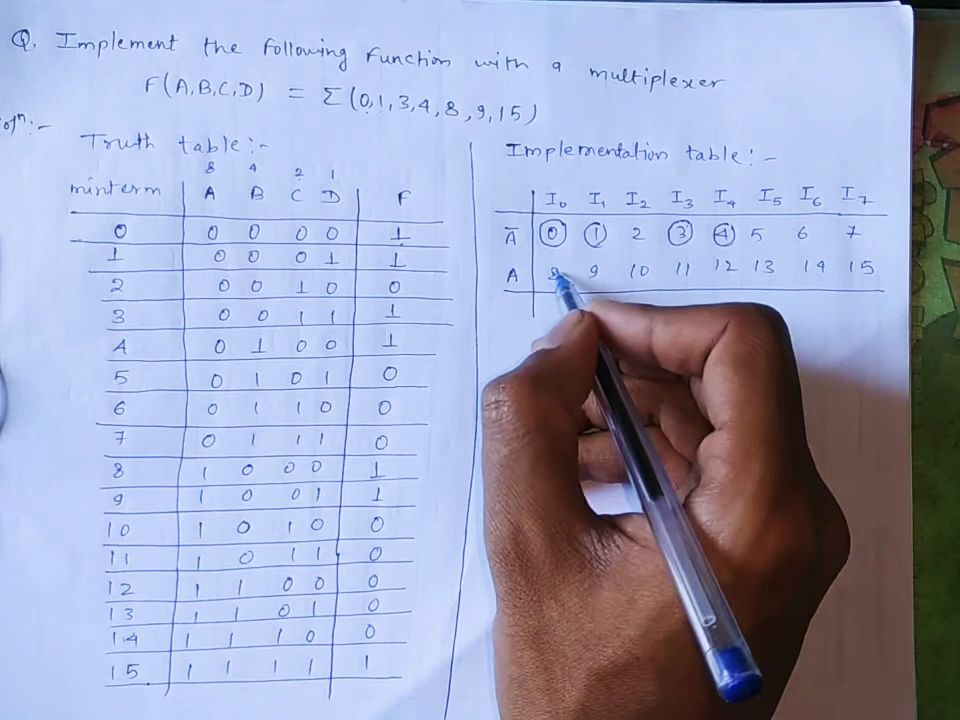 Q. Implement the following function with a multiplexer
F(A,B,C,D) = Σ(0,1,3,4,8,9,15)
olⁿ:-
Truth table:-
8 4 2 1
minterm A B C D F
0 0 0 0 0 1
1 0 0 0 1 1
2 0 0 1 0 0
3 0 0 1 1 1
4 0 1 0 0 1
5 0 1 0 1 0
6 0 1 1 0 0
7 0 1 1 1 0
8 1 0 0 0 1
9 1 0 0 1 1
10 1 0 1 0 0
11 1 0 1 1 0
12 1 1 0 0 0
13 1 1 0 1 0
14 1 1 1 0 0
15 1 1 1 1 1
Implementation table:-
I₀ I₁ I₂ I₃ I₄ I₅ I₆ I₇
Ā 0 1 2 3 4 5 6 7
A 8 9 10 11 12 13 14 15